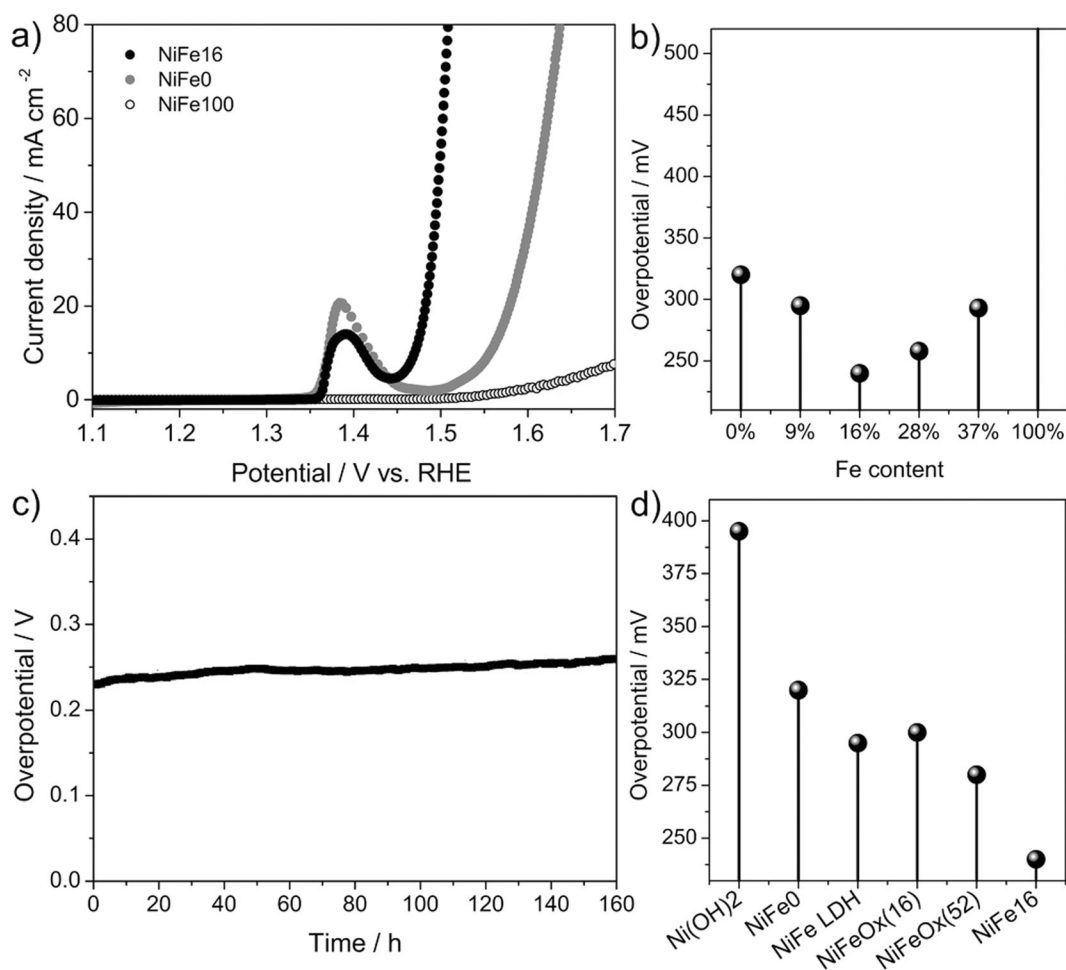 a)
80
60
40
20
0
Current density / mA cm⁻²
NiFe16
NiFe0
NiFe100
1.1 1.2 1.3 1.4 1.5 1.6 1.7
Potential / V vs. RHE
b)
500
450
400
350
300
250
Overpotential / mV
0% 9% 16% 28% 37% 100%
Fe content
c)
0.4
0.3
0.2
0.1
0.0
Overpotential / V
0 20 40 60 80 100 120 140 160
Time / h
d)
400
375
350
325
300
275
250
Overpotential / mV
Ni(OH)2
NiFe0
NiFe LDH
NiFeOx(16)
NiFeOx(52)
NiFe16